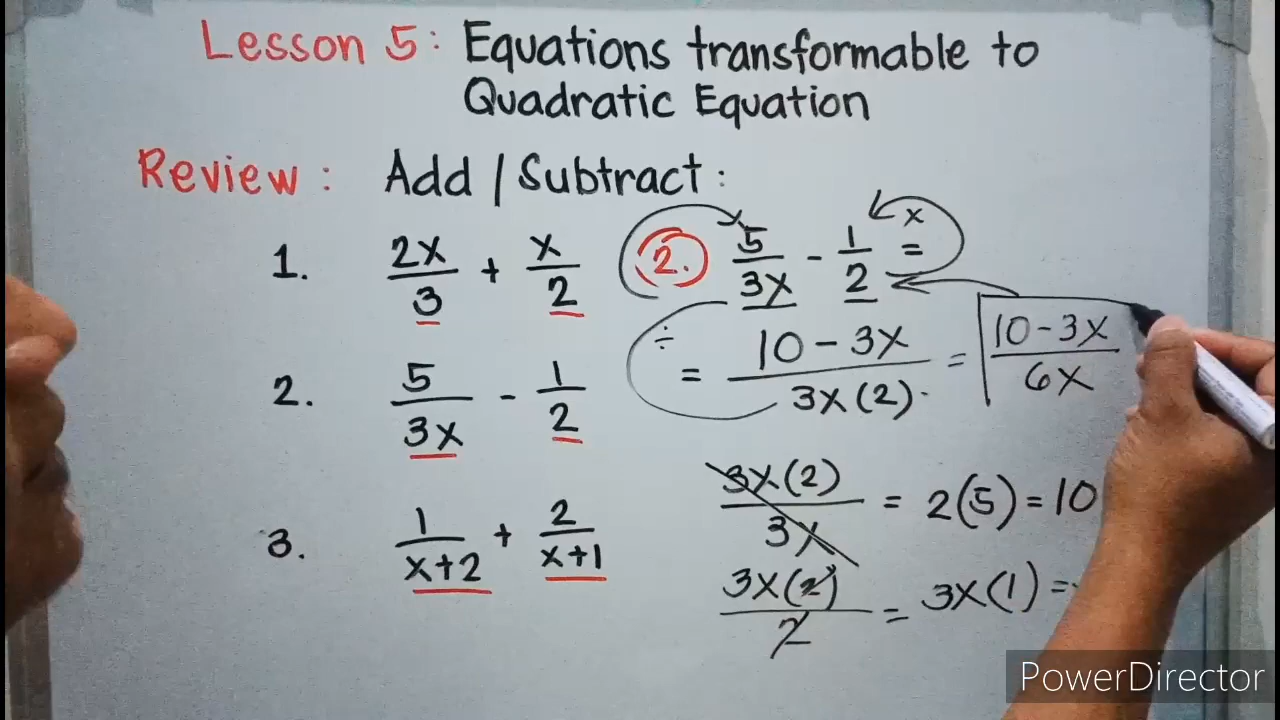 Lesson 5: Equations transformable to
Quadratic Equation
Review: Add / Subtract:
1. 2x/3 + x/2
2. 5/3x - 1/2
3. 1/x+2 + 2/x+1
2. 5/3x - 1/2 = x
÷ = 10-3x/3x(2) = 10-3x/6x
3x(2)/3x = 2(5) = 10
3x(2)/2 = 3x(1) =
PowerDirector